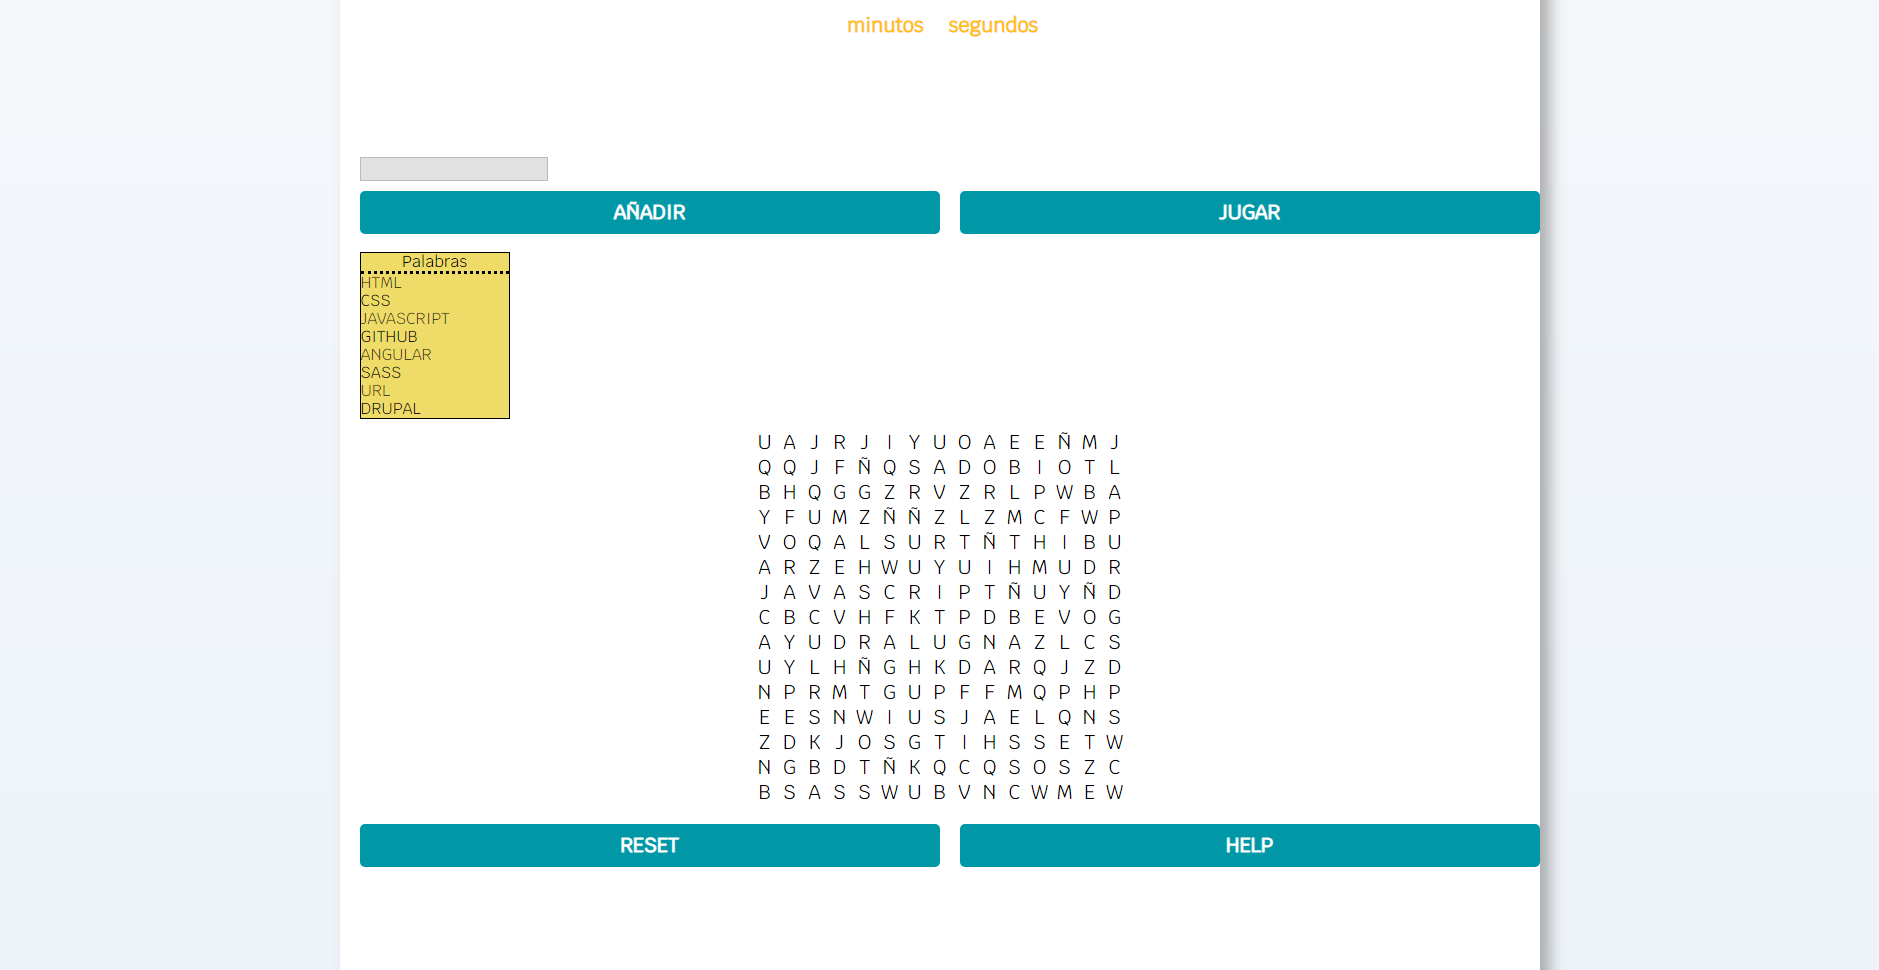 minutos segundos
AÑADIR JUGAR
Palabras
HTML
CSS
JAVASCRIPT
GITHUB
ANGULAR
SASS
URL
DRUPAL
U A J R J I Y U O A E E Ñ M J
Q Q J F Ñ Q S A D O B I O T L
B H Q G G Z R V Z R L P W B A
Y F U M Z Ñ Ñ Z L Z M C F W P
V O Q A L S U R T Ñ T H I B U
A R Z E H W U Y U I H M U D R
J A V A S C R I P T Ñ U Y Ñ D
C B C V H F K T P D B E V O G
A Y U D R A L U G N A Z L C S
U Y L H Ñ G H K D A R Q J Z D
N P R M T G U P F F M Q P H P
E E S N W I U S J A E L Q N S
Z D K J O S G T I H S S E T W
N G B D T Ñ K Q C Q S O S Z C
B S A S S W U B V N C W M E W
RESET HELP